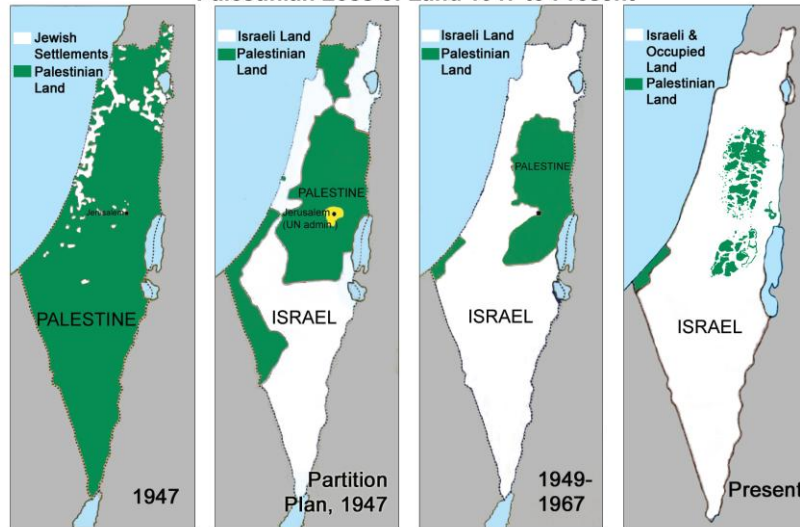 Palestinian Loss of Land 1947 to Present
Jewish
Settlements
Palestinian
Land
Jerusalem
PALESTINE
1947
Israeli Land
Palestinian
Land
PALESTINE
Jerusalem
(UN admin.)
ISRAEL
Partition
Plan, 1947
Israeli Land
Palestinian
Land
PALESTINE
ISRAEL
1949-
1967
Israeli &
Occupied
Land
Palestinian
Land
ISRAEL
Present